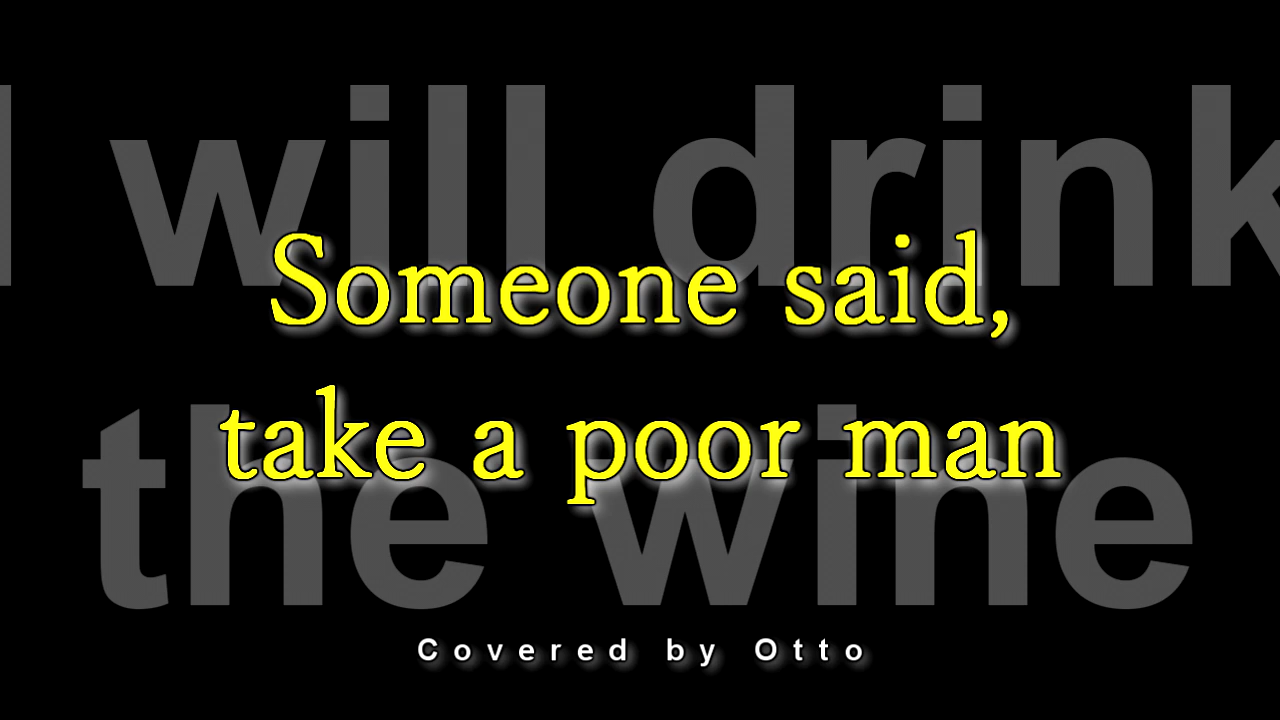 I will drink
the wine
Someone said,
take a poor man
Covered by Otto